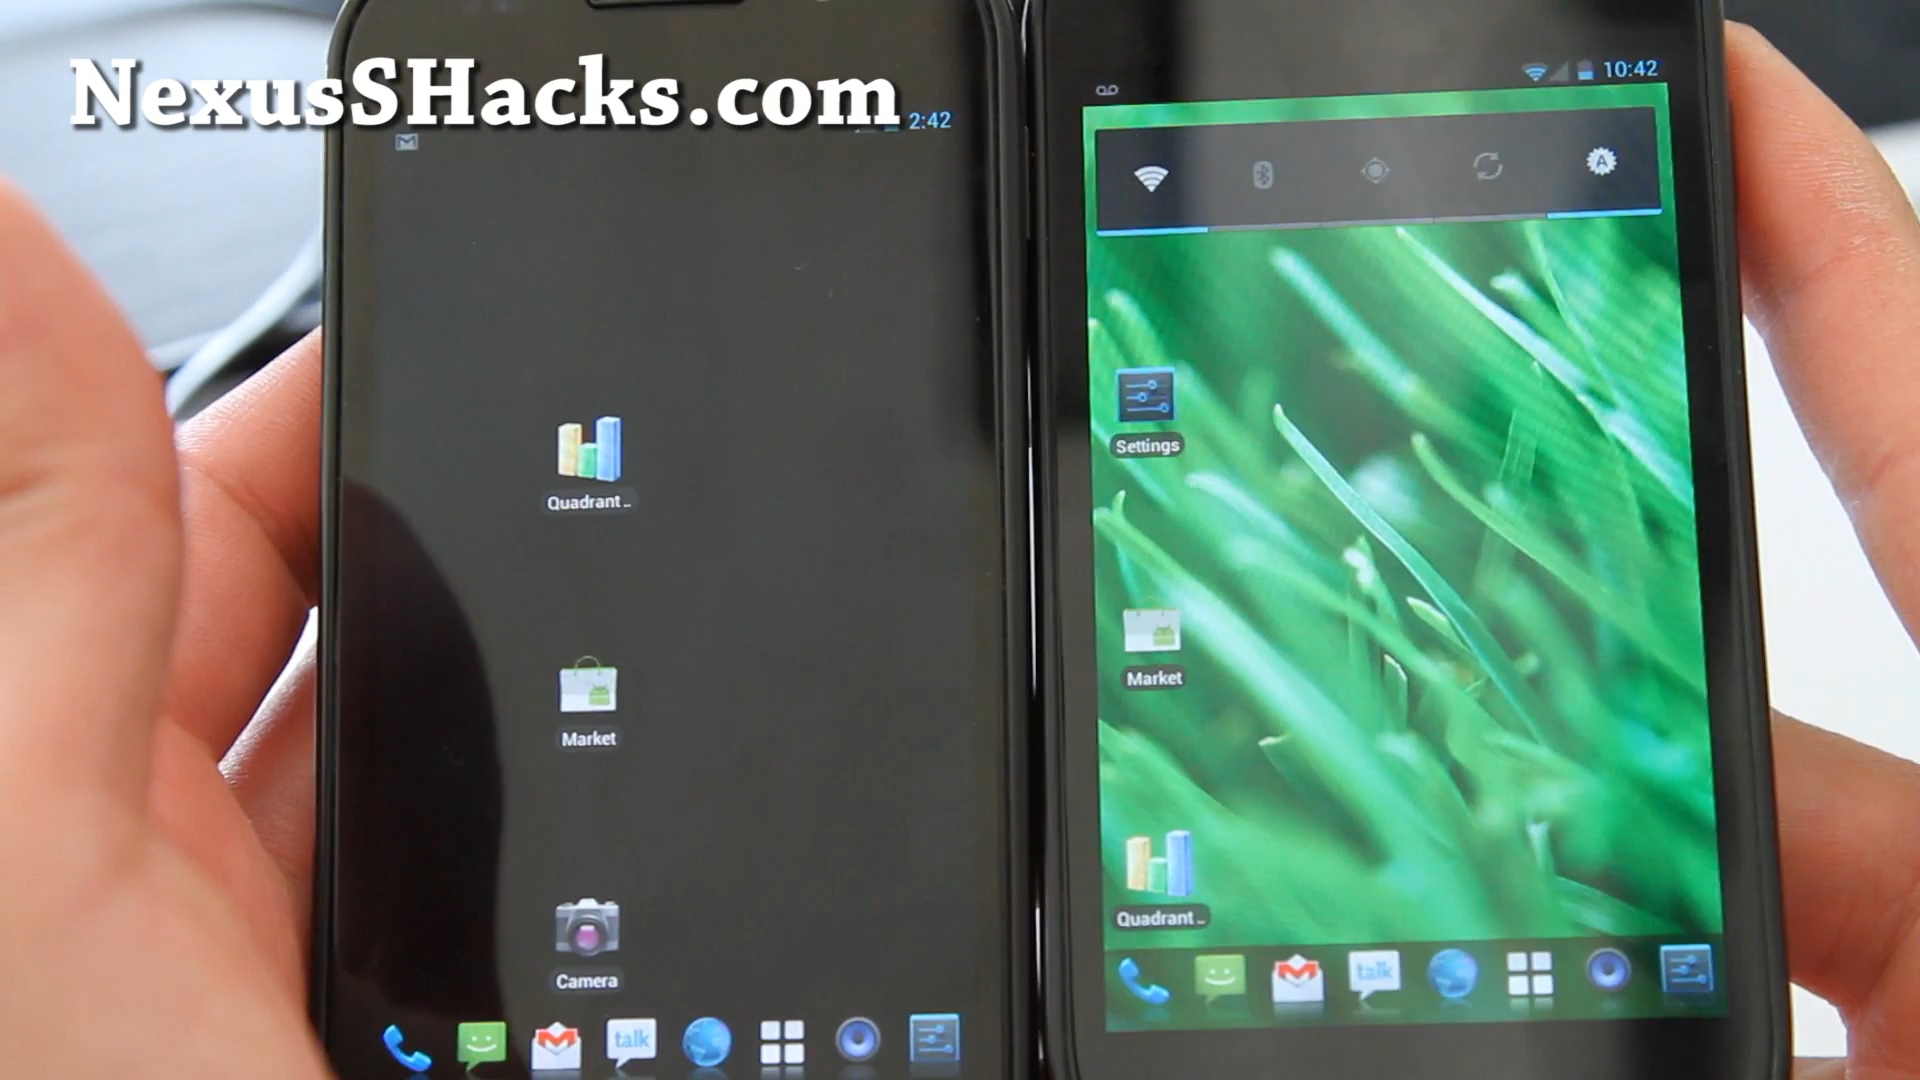 NexusSHacks.com
2:42
Quadrant ..
Market
Camera
talk
10:42
A
Settings
Market
Quadrant ..
talk